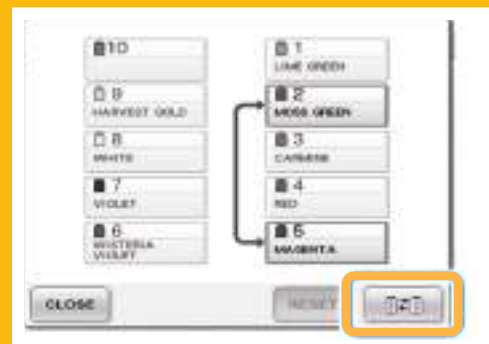 10
1
LIME GREEN
9
HARVEST GOLD
2
MOSS GREEN
8
WHITE
3
CARMINE
7
VIOLET
4
RED
6
WISTERIA
VIOLET
5
MAGENTA
CLOSE
RESET